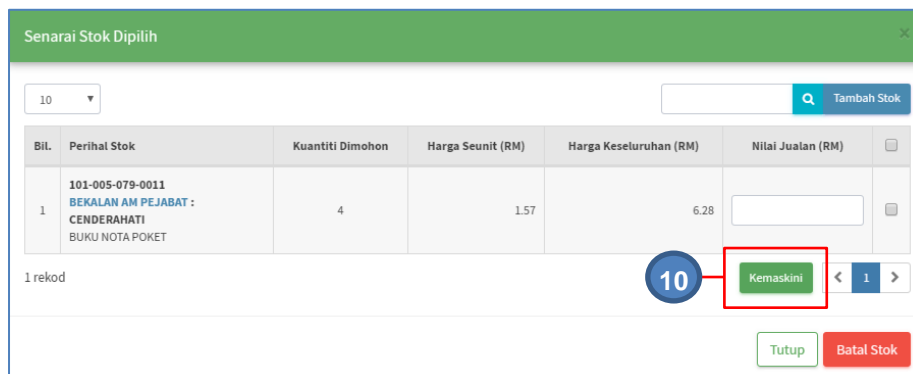 Senarai Stok Dipilih
×
10
Tambah Stok
Bil. Perihal Stok Kuantiti Dimohon Harga Seunit (RM) Harga Keseluruhan (RM) Nilai Jualan (RM)
101-005-079-0011
BEKALAN AM PEJABAT :
1 4 1.57 6.28
CENDERAHATI
BUKU NOTA POKET
1 rekod
10
Kemaskini < 1 >
Tutup Batal Stok